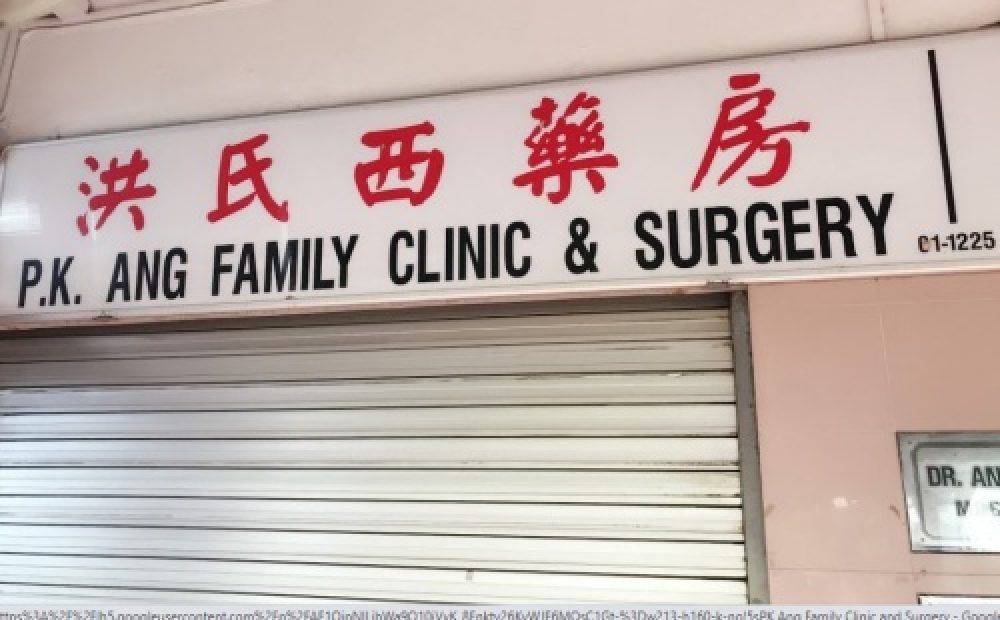 洪氏西藥房
P.K. ANG FAMILY CLINIC & SURGERY
01-1225
DR. AN